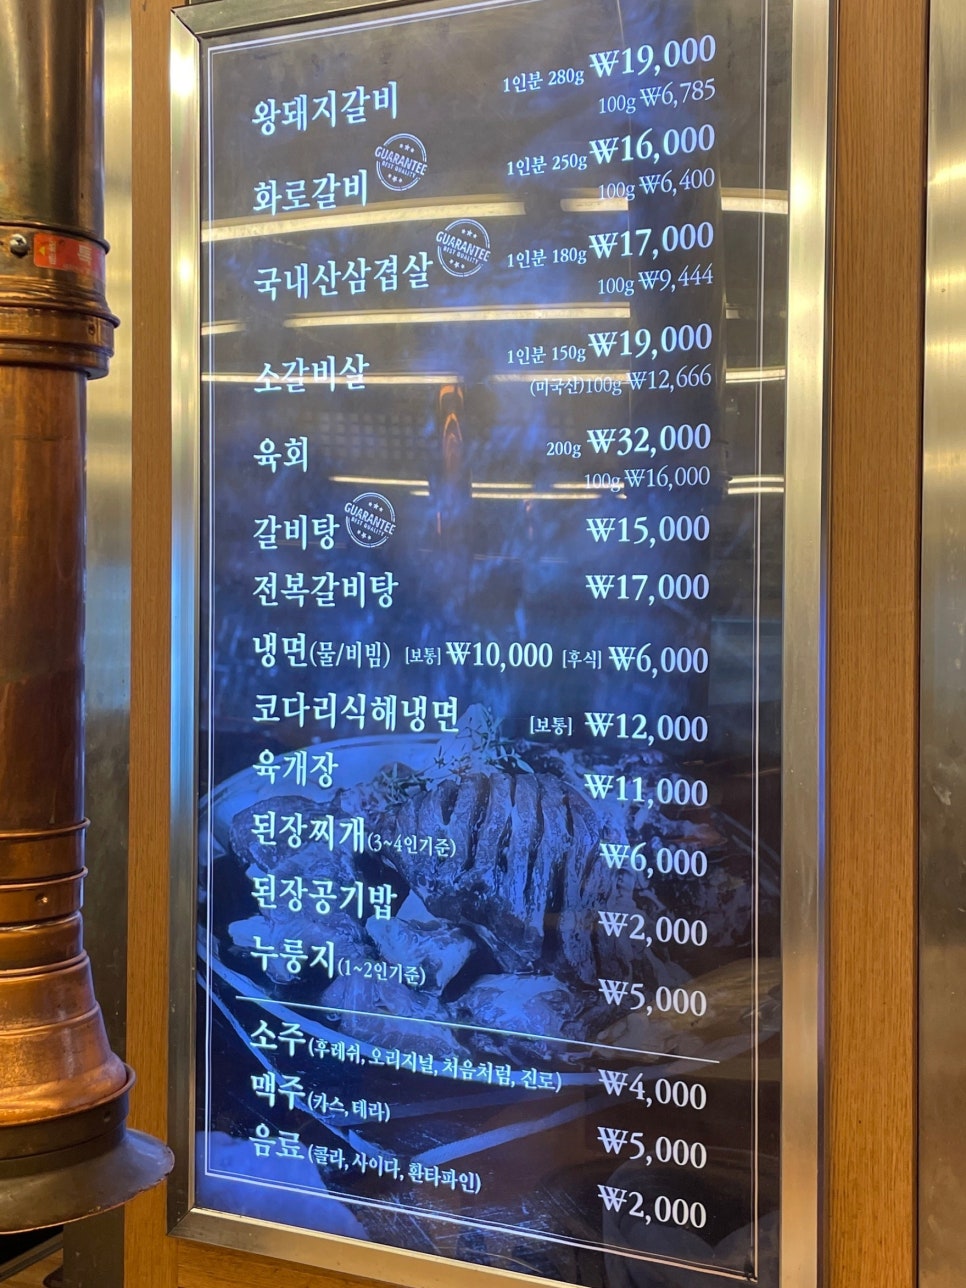 왕돼지갈비 1인분 280g ₩19,000
100g ₩6,785
GUARANTEE
BEST QUALITY
화로갈비 1인분 250g ₩16,000
100g ₩6,400
GUARANTEE
BEST QUALITY
국내산삼겹살 1인분 180g ₩17,000
100g ₩9,444
소갈비살 1인분 150g ₩19,000
(미국산)100g ₩12,666
육회 200g ₩32,000
100g ₩16,000
GUARANTEE
BEST QUALITY
갈비탕 ₩15,000
전복갈비탕 ₩17,000
냉면(물/비빔) [보통] ₩10,000 [후식] ₩6,000
코다리식해냉면 [보통] ₩12,000
육개장 ₩11,000
된장찌개(3~4인기준) ₩6,000
된장공기밥 ₩2,000
누룽지(1~2인기준) ₩5,000
소주(후레쉬, 오리지널, 처음처럼, 진로) ₩4,000
맥주(카스, 테라) ₩5,000
음료(콜라, 사이다, 환타파인) ₩2,000